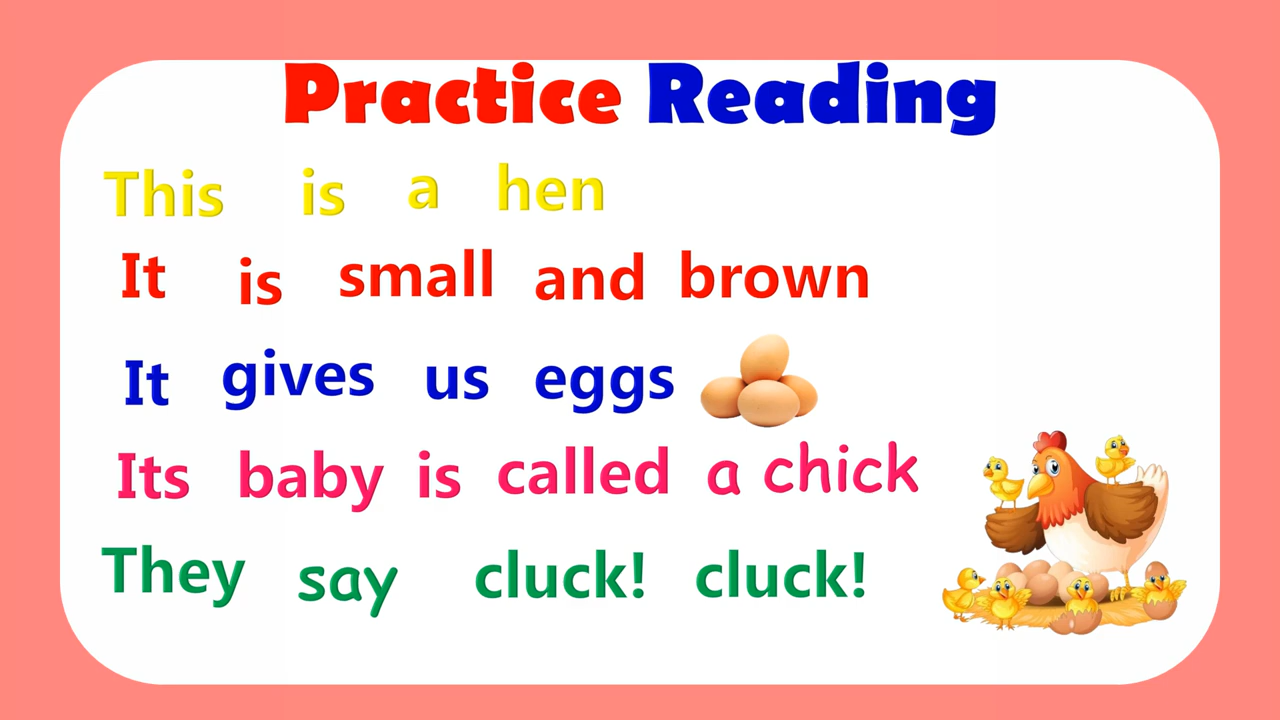 Practice Reading
This is a hen
It is small and brown
It gives us eggs
Its baby is called a chick
They say cluck! cluck!